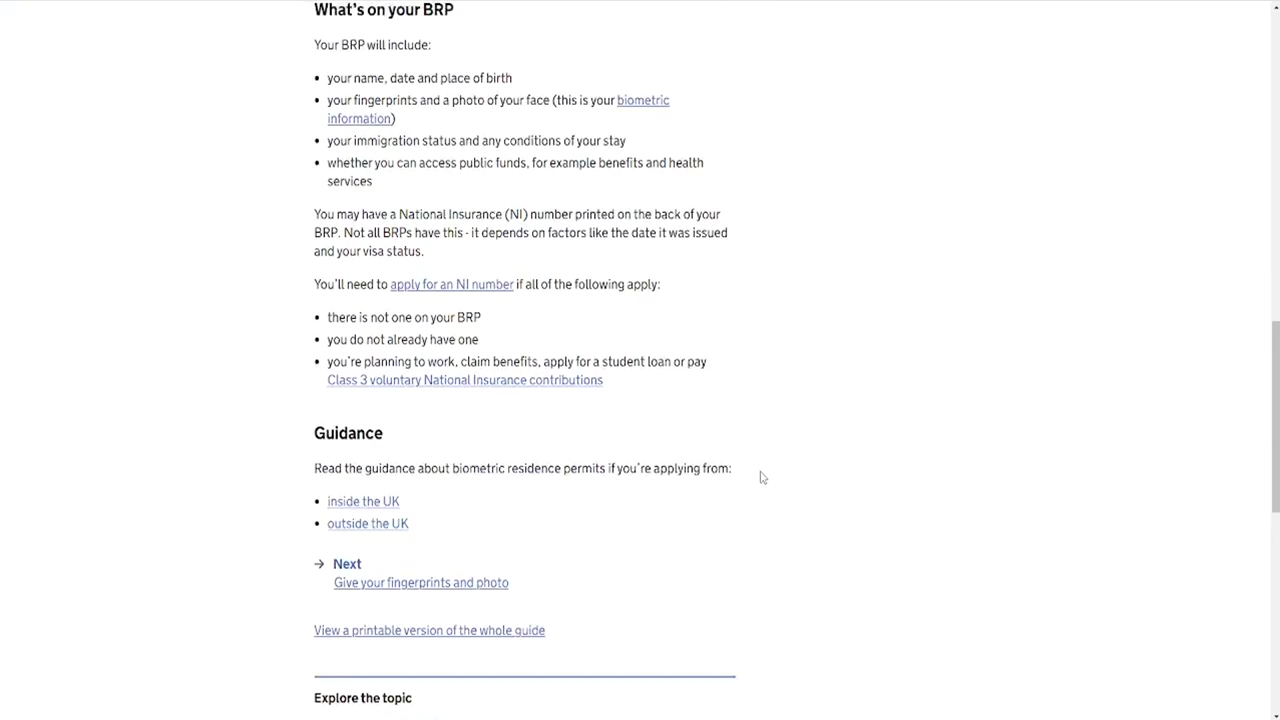 What's on your BRP
Your BRP will include:
• your name, date and place of birth
• your fingerprints and a photo of your face (this is your biometric
information)
• your immigration status and any conditions of your stay
• whether you can access public funds, for example benefits and health
services
You may have a National Insurance (NI) number printed on the back of your
BRP. Not all BRPs have this - it depends on factors like the date it was issued
and your visa status.
You'll need to apply for an NI number if all of the following apply:
• there is not one on your BRP
• you do not already have one
• you're planning to work, claim benefits, apply for a student loan or pay
Class 3 voluntary National Insurance contributions
Guidance
Read the guidance about biometric residence permits if you're applying from:
• inside the UK
• outside the UK
→ Next
Give your fingerprints and photo
View a printable version of the whole guide
Explore the topic